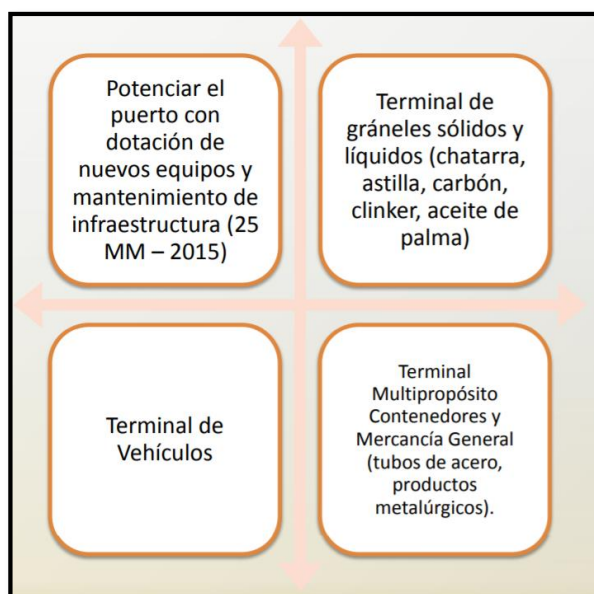 Potenciar el
puerto con
dotación de
nuevos equipos y
mantenimiento de
infraestructura (25
MM – 2015)
Terminal de
gráneles sólidos y
líquidos (chatarra,
astilla, carbón,
clinker, aceite de
palma)
Terminal de
Vehículos
Terminal
Multipropósito
Contenedores y
Mercancía General
(tubos de acero,
productos
metalúrgicos).